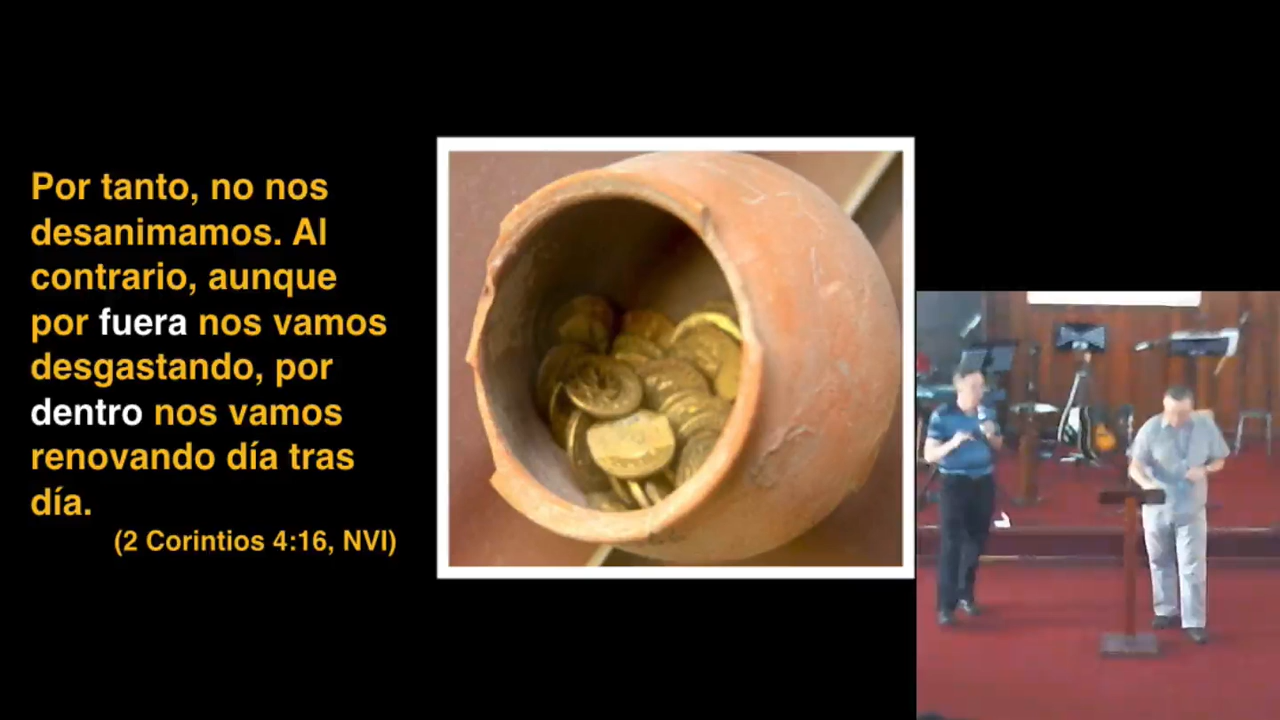 Por tanto, no nos
desanimamos. Al
contrario, aunque
por fuera nos vamos
desgastando, por
dentro nos vamos
renovando día tras
día.
(2 Corintios 4:16, NVI)